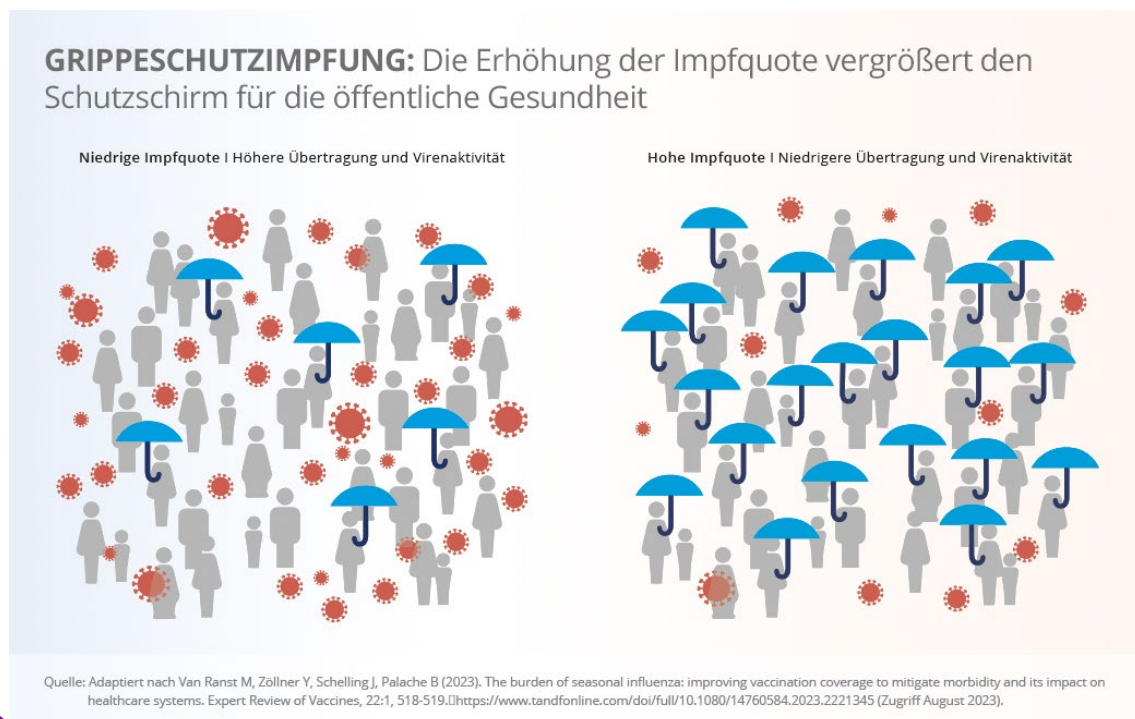 GRIPPESCHUTZIMPFUNG: Die Erhöhung der Impfquote vergrößert den
Schutzschirm für die öffentliche Gesundheit
Niedrige Impfquote I Höhere Übertragung und Virenaktivität
Hohe Impfquote I Niedrigere Übertragung und Virenaktivität
Quelle: Adaptiert nach Van Ranst M, Zöllner Y, Schelling J, Palache B (2023). The burden of seasonal influenza: improving vaccination coverage to mitigate morbidity and its impact on
healthcare systems. Expert Review of Vaccines, 22:1, 518-519.▯https://www.tandfonline.com/doi/full/10.1080/14760584.2023.2221345 (Zugriff August 2023).